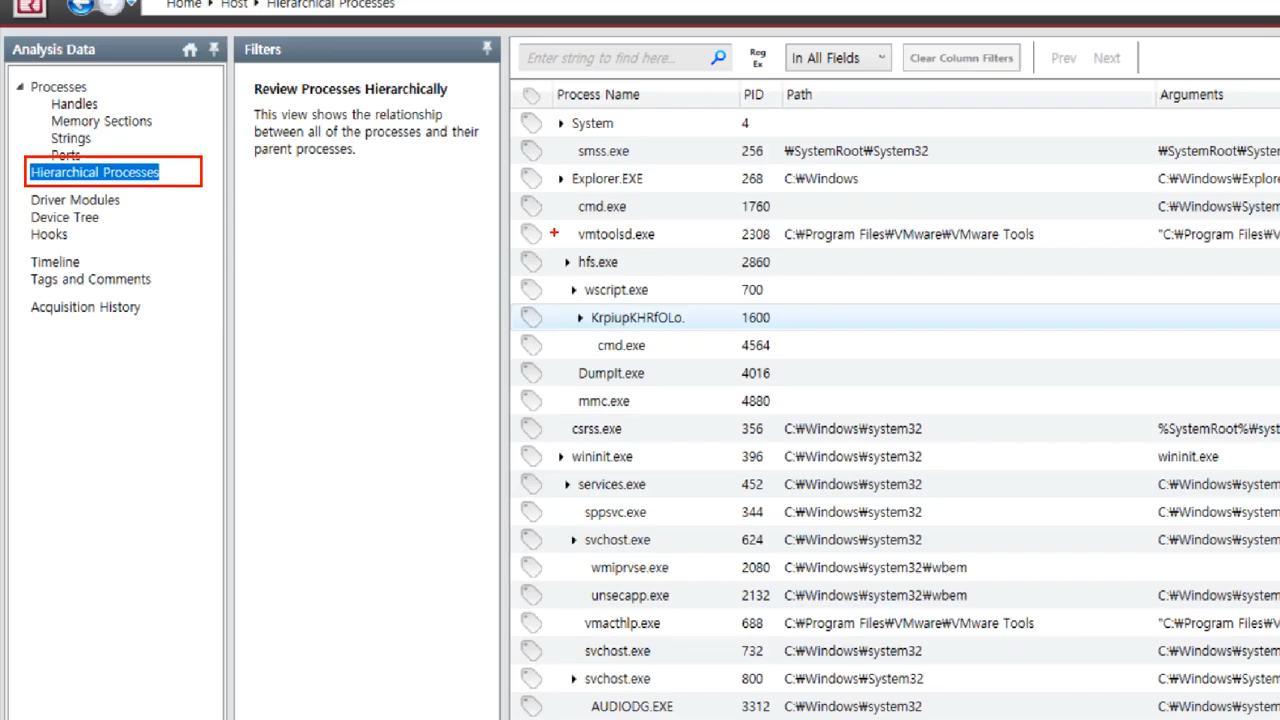 Home Host Hierarchical Processes
Analysis Data
Processes
Handles
Memory Sections
Strings
Ports
Hierarchical Processes
Driver Modules
Device Tree
Hooks
Timeline
Tags and Comments
Acquisition History
Filters
Review Processes Hierarchically
This view shows the relationship
between all of the processes and their
parent processes.
Enter string to find here... Reg Ex In All Fields Clear Column Filters Prev Next
Process Name PID Path Arguments
System 4
smss.exe 256 ₩SystemRoot₩System32 ₩SystemRoot₩System
Explorer.EXE 268 C:₩Windows C:₩Windows₩Explore
cmd.exe 1760 C:₩Windows₩System
vmtoolsd.exe 2308 C:₩Program Files₩VMware₩VMware Tools "C:₩Program Files₩V
hfs.exe 2860
wscript.exe 700
KrpiupKHRfOLo. 1600
cmd.exe 4564
DumpIt.exe 4016
mmc.exe 4880
csrss.exe 356 C:₩Windows₩system32 %SystemRoot%₩syst
wininit.exe 396 C:₩Windows₩system32 wininit.exe
services.exe 452 C:₩Windows₩system32 C:₩Windows₩system
sppsvc.exe 344 C:₩Windows₩system32 C:₩Windows₩system
svchost.exe 624 C:₩Windows₩system32 C:₩Windows₩system
wmiprvse.exe 2080 C:₩Windows₩system32₩wbem
unsecapp.exe 2132 C:₩Windows₩system32₩wbem C:₩Windows₩system
vmacthlp.exe 688 C:₩Program Files₩VMware₩VMware Tools "C:₩Program Files₩V
svchost.exe 732 C:₩Windows₩system32 C:₩Windows₩system
svchost.exe 800 C:₩Windows₩System32 C:₩Windows₩System
AUDIODG.EXE 3312 C:₩Windows₩system32 C:₩Windows₩system